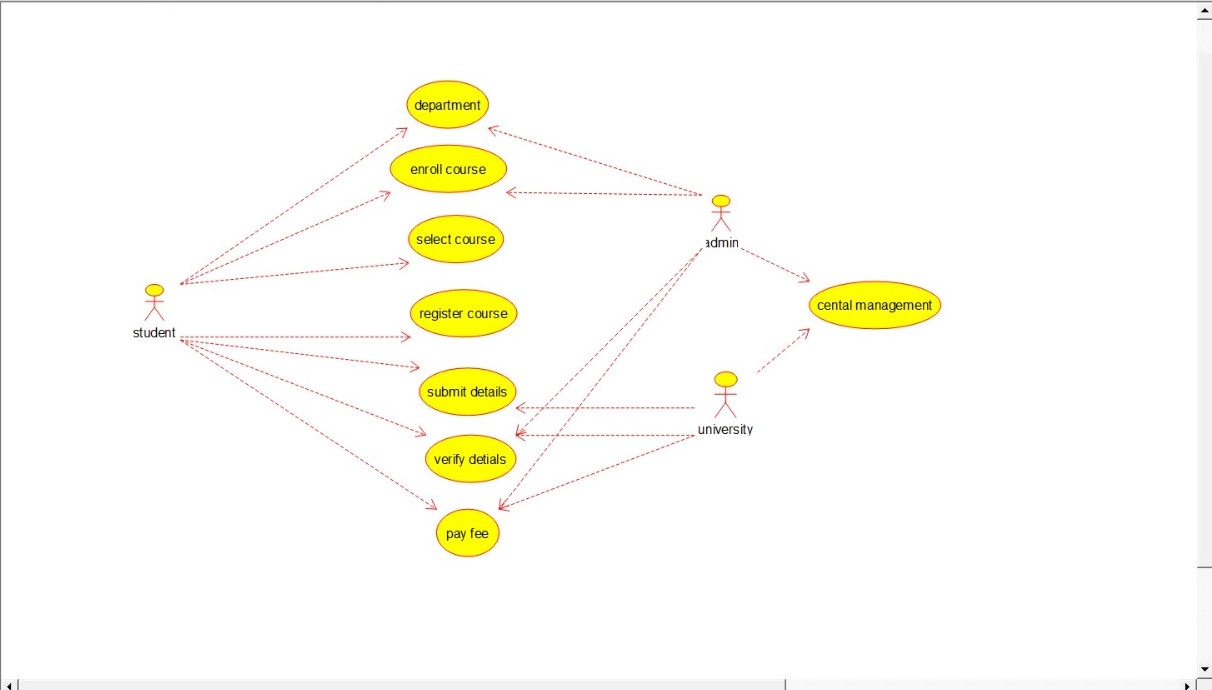 department
enroll course
select course
admin
cental management
register course
student
submit details
university
verify detials
pay fee